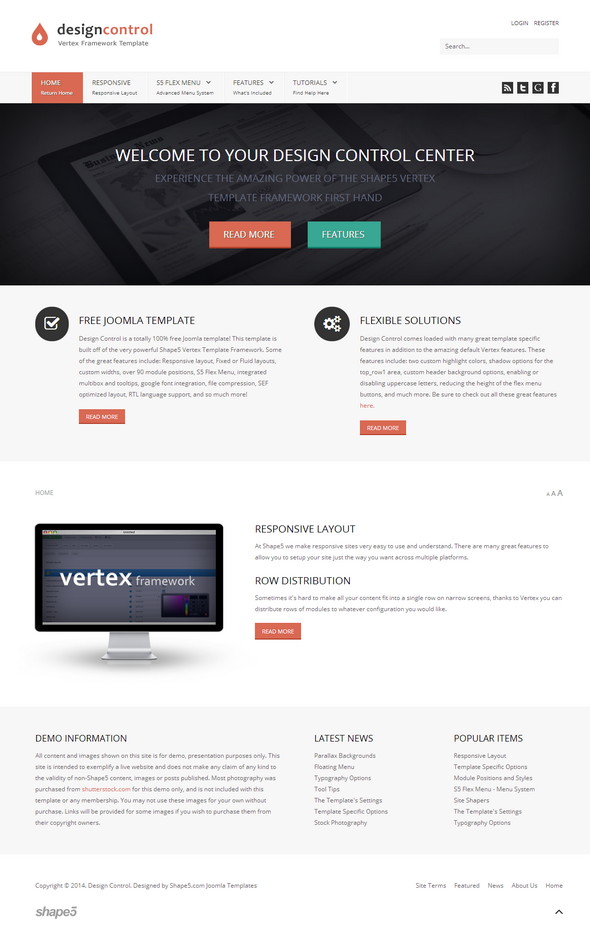 designcontrol
Vertex Framework Template
LOGIN REGISTER
Search...
HOME
Return Home
RESPONSIVE
Responsive Layout
S5 FLEX MENU
Advanced Menu System
FEATURES
What's Included
TUTORIALS
Find Help Here
WELCOME TO YOUR DESIGN CONTROL CENTER
EXPERIENCE THE AMAZING POWER OF THE SHAPE5 VERTEX
TEMPLATE FRAMEWORK FIRST HAND
READ MORE
FEATURES
FREE JOOMLA TEMPLATE
Design Control is a totally 100% free Joomla template! This template is
built off of the very powerful Shape5 Vertex Template Framework. Some
of the great features include: Responsive layout, Fixed or Fluid layouts,
custom widths, over 90 module positions, S5 Flex Menu, integrated
multibox and tooltips, google font integration, file compression, SEF
optimized layout, RTL language support, and so much more!
READ MORE
FLEXIBLE SOLUTIONS
Design Control comes loaded with many great template specific
features in addition to the amazing default Vertex features. These
features include: two custom highlight colors, shadow options for the
top_row1 area, custom header background options, enabling or
disabling uppercase letters, reducing the height of the flex menu
buttons, and much more. Be sure to check out all these great features
here.
READ MORE
HOME
A A A
vertex framework
RESPONSIVE LAYOUT
At Shape5 we make responsive sites very easy to use and understand. There are many great features to
allow you to setup your site just the way you want across multiple platforms.
ROW DISTRIBUTION
Sometimes it's hard to make all your content fit into a single row on narrow screens, thanks to Vertex you can
distribute rows of modules to whatever configuration you would like.
READ MORE
DEMO INFORMATION
All content and images shown on this site is for demo, presentation purposes only. This
site is intended to exemplify a live website and does not make any claim of any kind to
the validity of non-Shape5 content, images or posts published. Most photography was
purchased from shutterstock.com for this demo only, and is not included with this
template or any membership. You may not use these images for your own without
purchase. Links will be provided for some images if you wish to purchase them from
their copyright owners.
LATEST NEWS
Parallax Backgrounds
Floating Menu
Typography Options
Tool Tips
The Template's Settings
Template Specific Options
Stock Photography
POPULAR ITEMS
Responsive Layout
Template Specific Options
Module Positions and Styles
S5 Flex Menu - Menu System
Site Shapers
The Template's Settings
Typography Options
Copyright © 2014. Design Control. Designed by Shape5.com Joomla Templates
Site Terms Featured News About Us Home
shape5